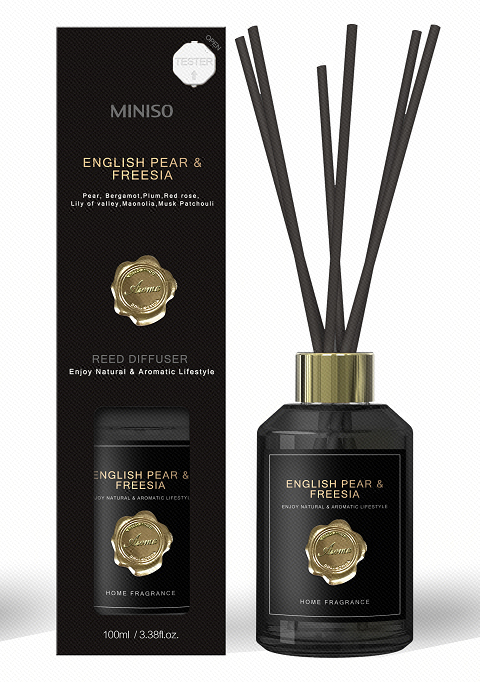 OPEN
TESTER
MINISO
ENGLISH PEAR &
FREESIA
Pear, Bergamot,Plum,Red rose,
Lily of valley,Maonolia,Musk Patchouli
Home
REED DIFFUSER
Enjoy Natural & Aromatic Lifestyle
ENGLISH PEAR &
FREESIA
JOY NATURAL & AROMATIC LIFESTYL
Home
HOME FRAGRANCE
100ml / 3.38fl.oz.
ENGLISH PEAR &
FREESIA
ENJOY NATURAL & AROMATIC LIFESTYLE
Home
HOME FRAGRANCE